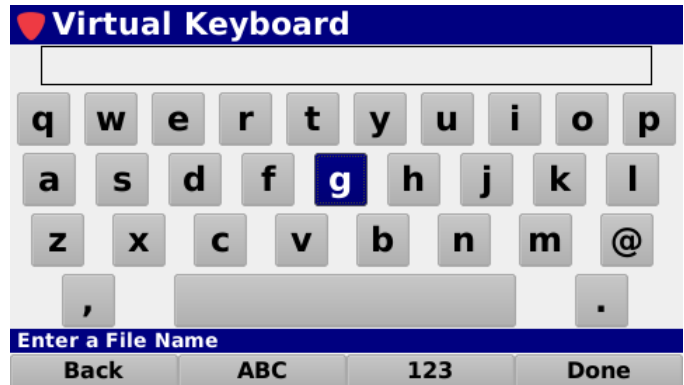 Virtual Keyboard
q w e r t y u i o p
a s d f g h j k l
z x c v b n m @
, .
Enter a File Name
Back ABC 123 Done